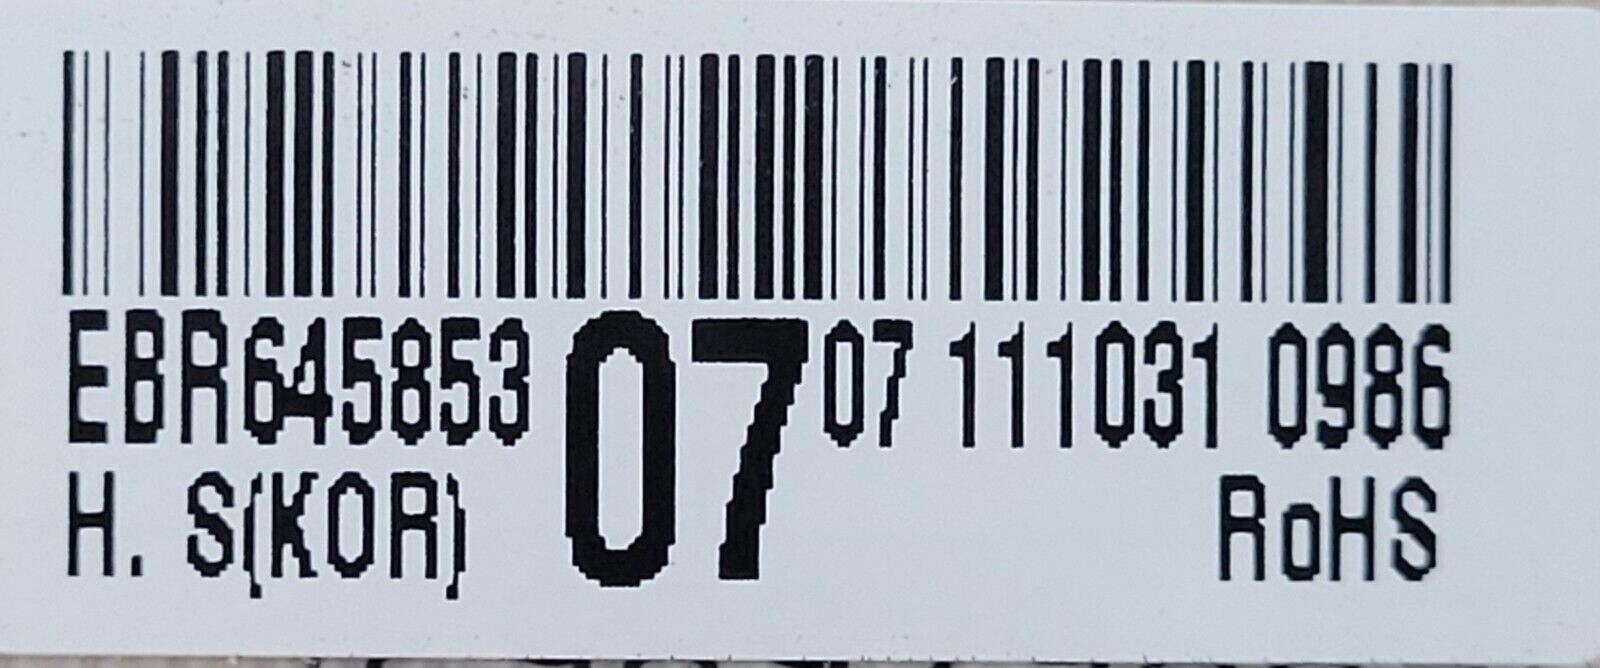 EBR645853 07 07 111031 0986
H. S(KOR) RoHS